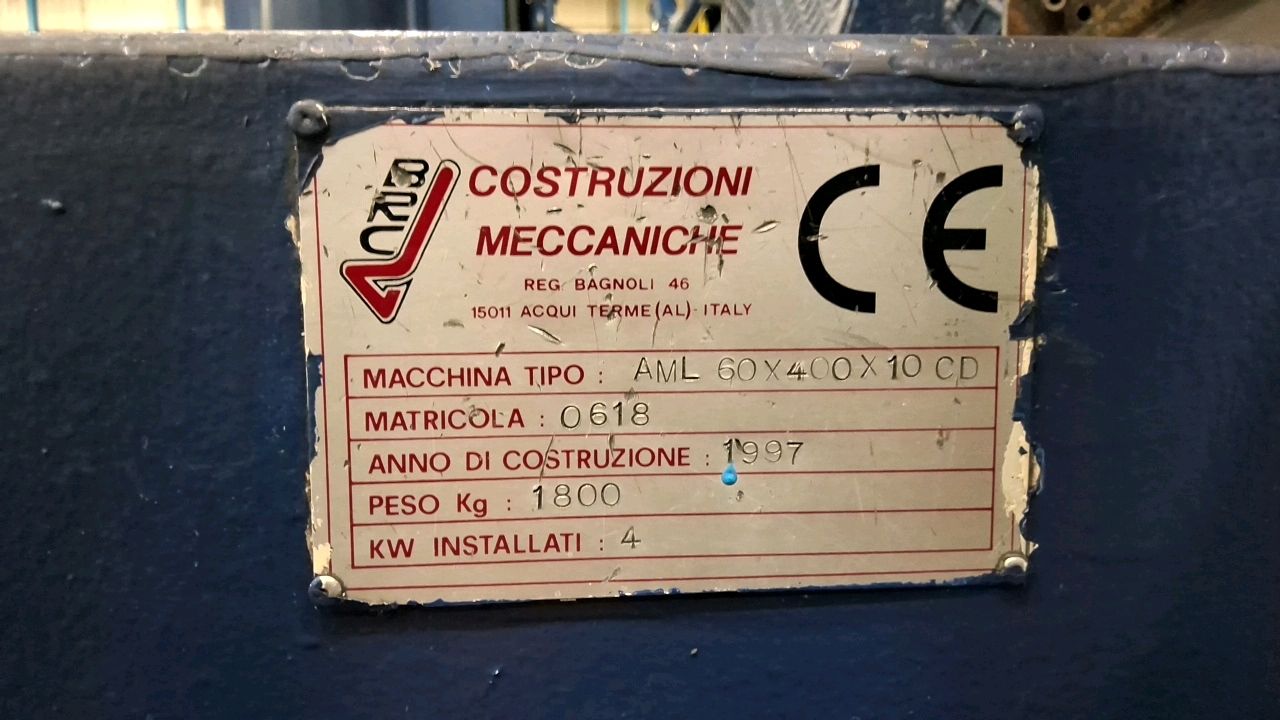 BRC
COSTRUZIONI
MECCANICHE
REG. BAGNOLI 46
15011 ACQUI TERME (AL) - ITALY
CE
MACCHINA TIPO : AML 60X400X10 CD
MATRICOLA : 0618
ANNO DI COSTRUZIONE : 1997
PESO Kg : 1800
KW INSTALLATI : 4